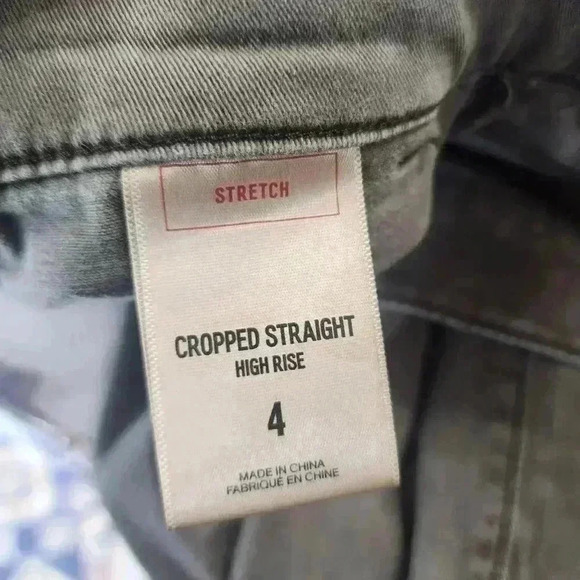 STRETCH
CROPPED STRAIGHT
HIGH RISE
4
MADE IN CHINA
FABRIQUÉ EN CHINE